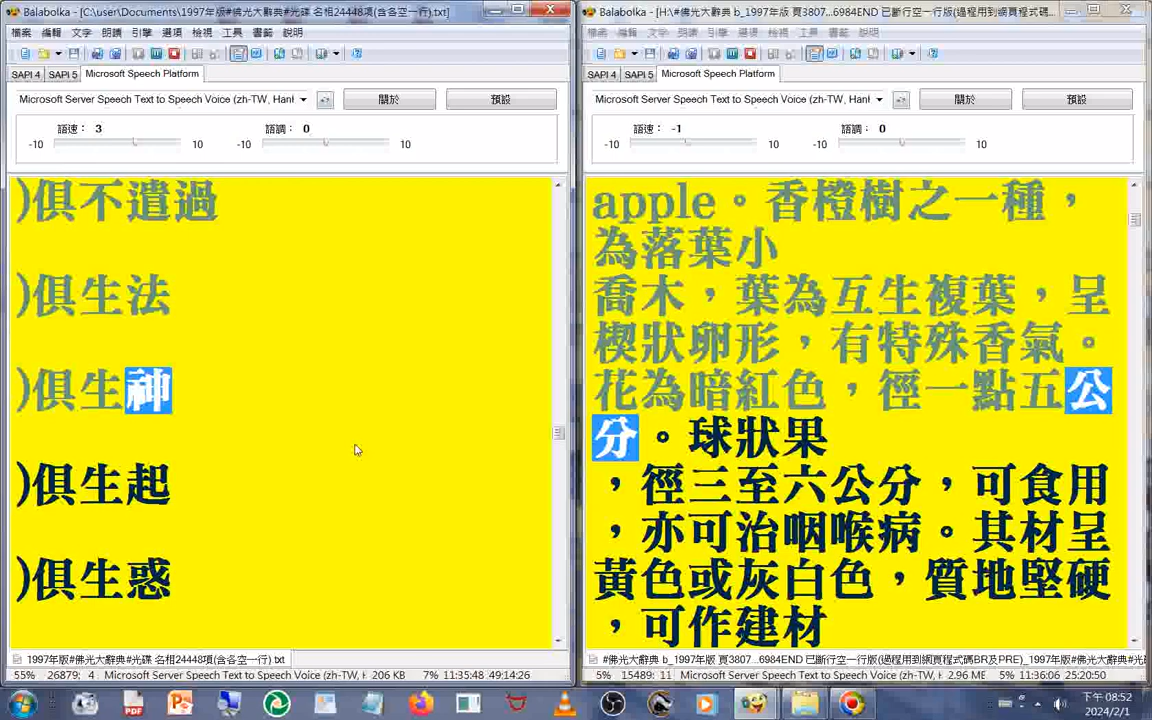 Balabolka - [C:\user\Documents\1997年版#佛光大辭典#光碟 名相24448項(含各空一行).txt]
檔案 編輯 文字 朗讀 引擎 選項 檢視 工具 書籤 說明
SAPI 4 SAPI 5 Microsoft Speech Platform
Microsoft Server Speech Text to Speech Voice (zh-TW, Hanl
關於 預設
語速： 3 語調： 0
-10 10 -10 10
)俱不遣過
)俱生法
)俱生神
)俱生起
)俱生惑
1997年版#佛光大辭典#光碟 名相24448項(含各空一行).txt
55% 26879; 4 Microsoft Server Speech Text to Speech Voice (zh-TW, Han 206 KB 7% 11:35:48 49:14:26
Balabolka - [H:\#佛光大辭典 b_1997年版 頁3807...6984END 已斷行空一行版(過程用到網頁程式碼
檔案 編輯 文字 朗讀 引擎 選項 檢視 工具 書籤 說明
SAPI 4 SAPI 5 Microsoft Speech Platform
Microsoft Server Speech Text to Speech Voice (zh-TW, Hanl
關於 預設
語速： -1 語調： 0
-10 10 -10 10
apple。香橙樹之一種，
為落葉小
喬木，葉為互生複葉，呈
楔狀卵形，有特殊香氣。
花為暗紅色，徑一點五公
分。球狀果
，徑三至六公分，可食用
，亦可治咽喉病。其材呈
黃色或灰白色，質地堅硬
，可作建材
#佛光大辭典 b_1997年版 頁3807...6984END 已斷行空一行版(過程用到網頁程式碼BR及PRE)_1997年版#光
5% 15489: 11 Microsoft Server Speech Text to Speech Voice (zh-TW, Han 2.96 ME 5% 11:36:06 25:20:50
下午 08:52
2024/2/1